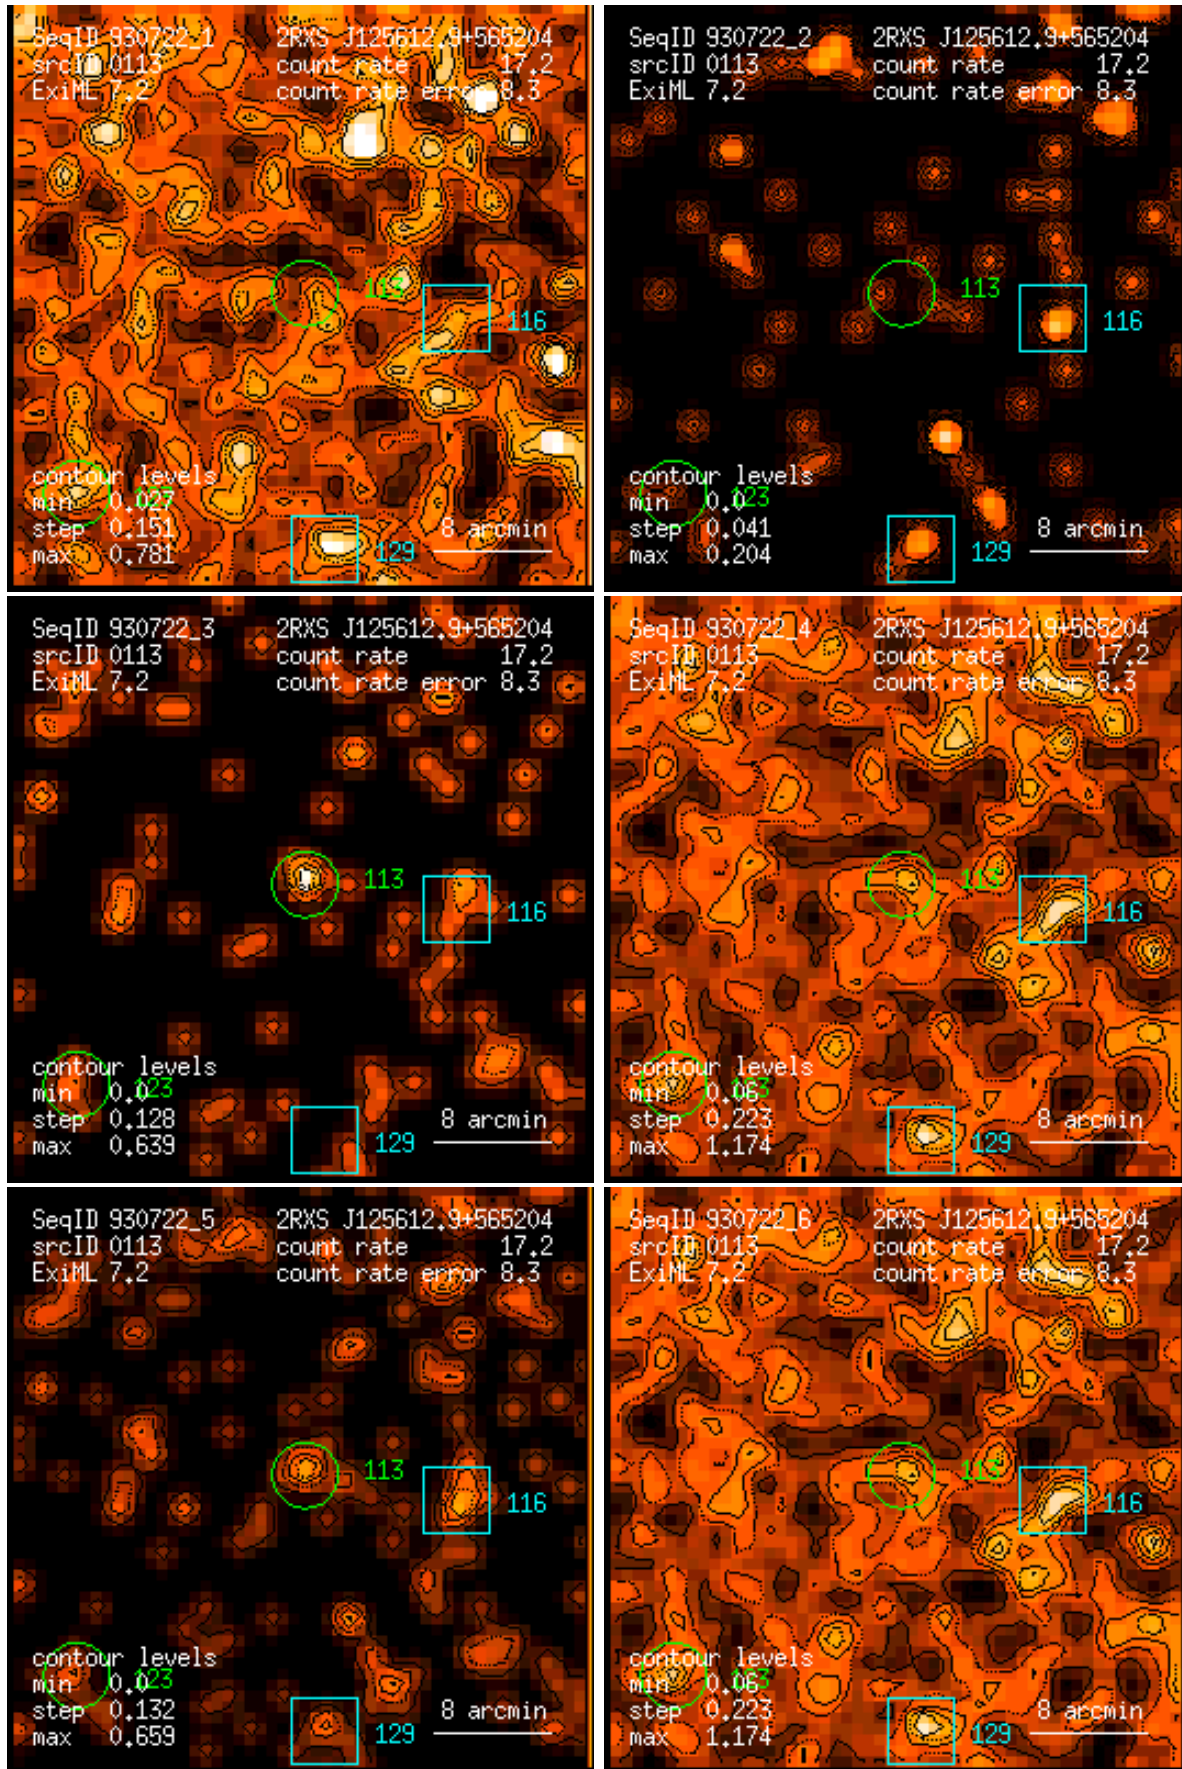 SeqID 930722_1 2RXS J125612.9+565204
srcID 0113 count rate 17.2
ExiML 7.2 count rate error 8.3
113
116
contour levels
min 0.027 123
step 0.151 8 arcmin
max 0.781 129
SeqID 930722_2 2RXS J125612.9+565204
srcID 0113 count rate 17.2
ExiML 7.2 count rate error 8.3
113
116
contour levels
min 0.0 123
step 0.041 8 arcmin
max 0.204 129
SeqID 930722_3 2RXS J125612.9+565204
srcID 0113 count rate 17.2
ExiML 7.2 count rate error 8.3
113
116
contour levels
min 0.0 123
step 0.128 8 arcmin
max 0.639 129
SeqID 930722_4 2RXS J125612.9+565204
srcID 0113 count rate 17.2
ExiML 7.2 count rate error 8.3
113
116
contour levels
min 0.06 123
step 0.223 8 arcmin
max 1.174 129
SeqID 930722_5 2RXS J125612.9+565204
srcID 0113 count rate 17.2
ExiML 7.2 count rate error 8.3
113
116
contour levels
min 0.0 123
step 0.132 8 arcmin
max 0.659 129
SeqID 930722_6 2RXS J125612.9+565204
srcID 0113 count rate 17.2
ExiML 7.2 count rate error 8.3
113
116
contour levels
min 0.06 123
step 0.223 8 arcmin
max 1.174 129